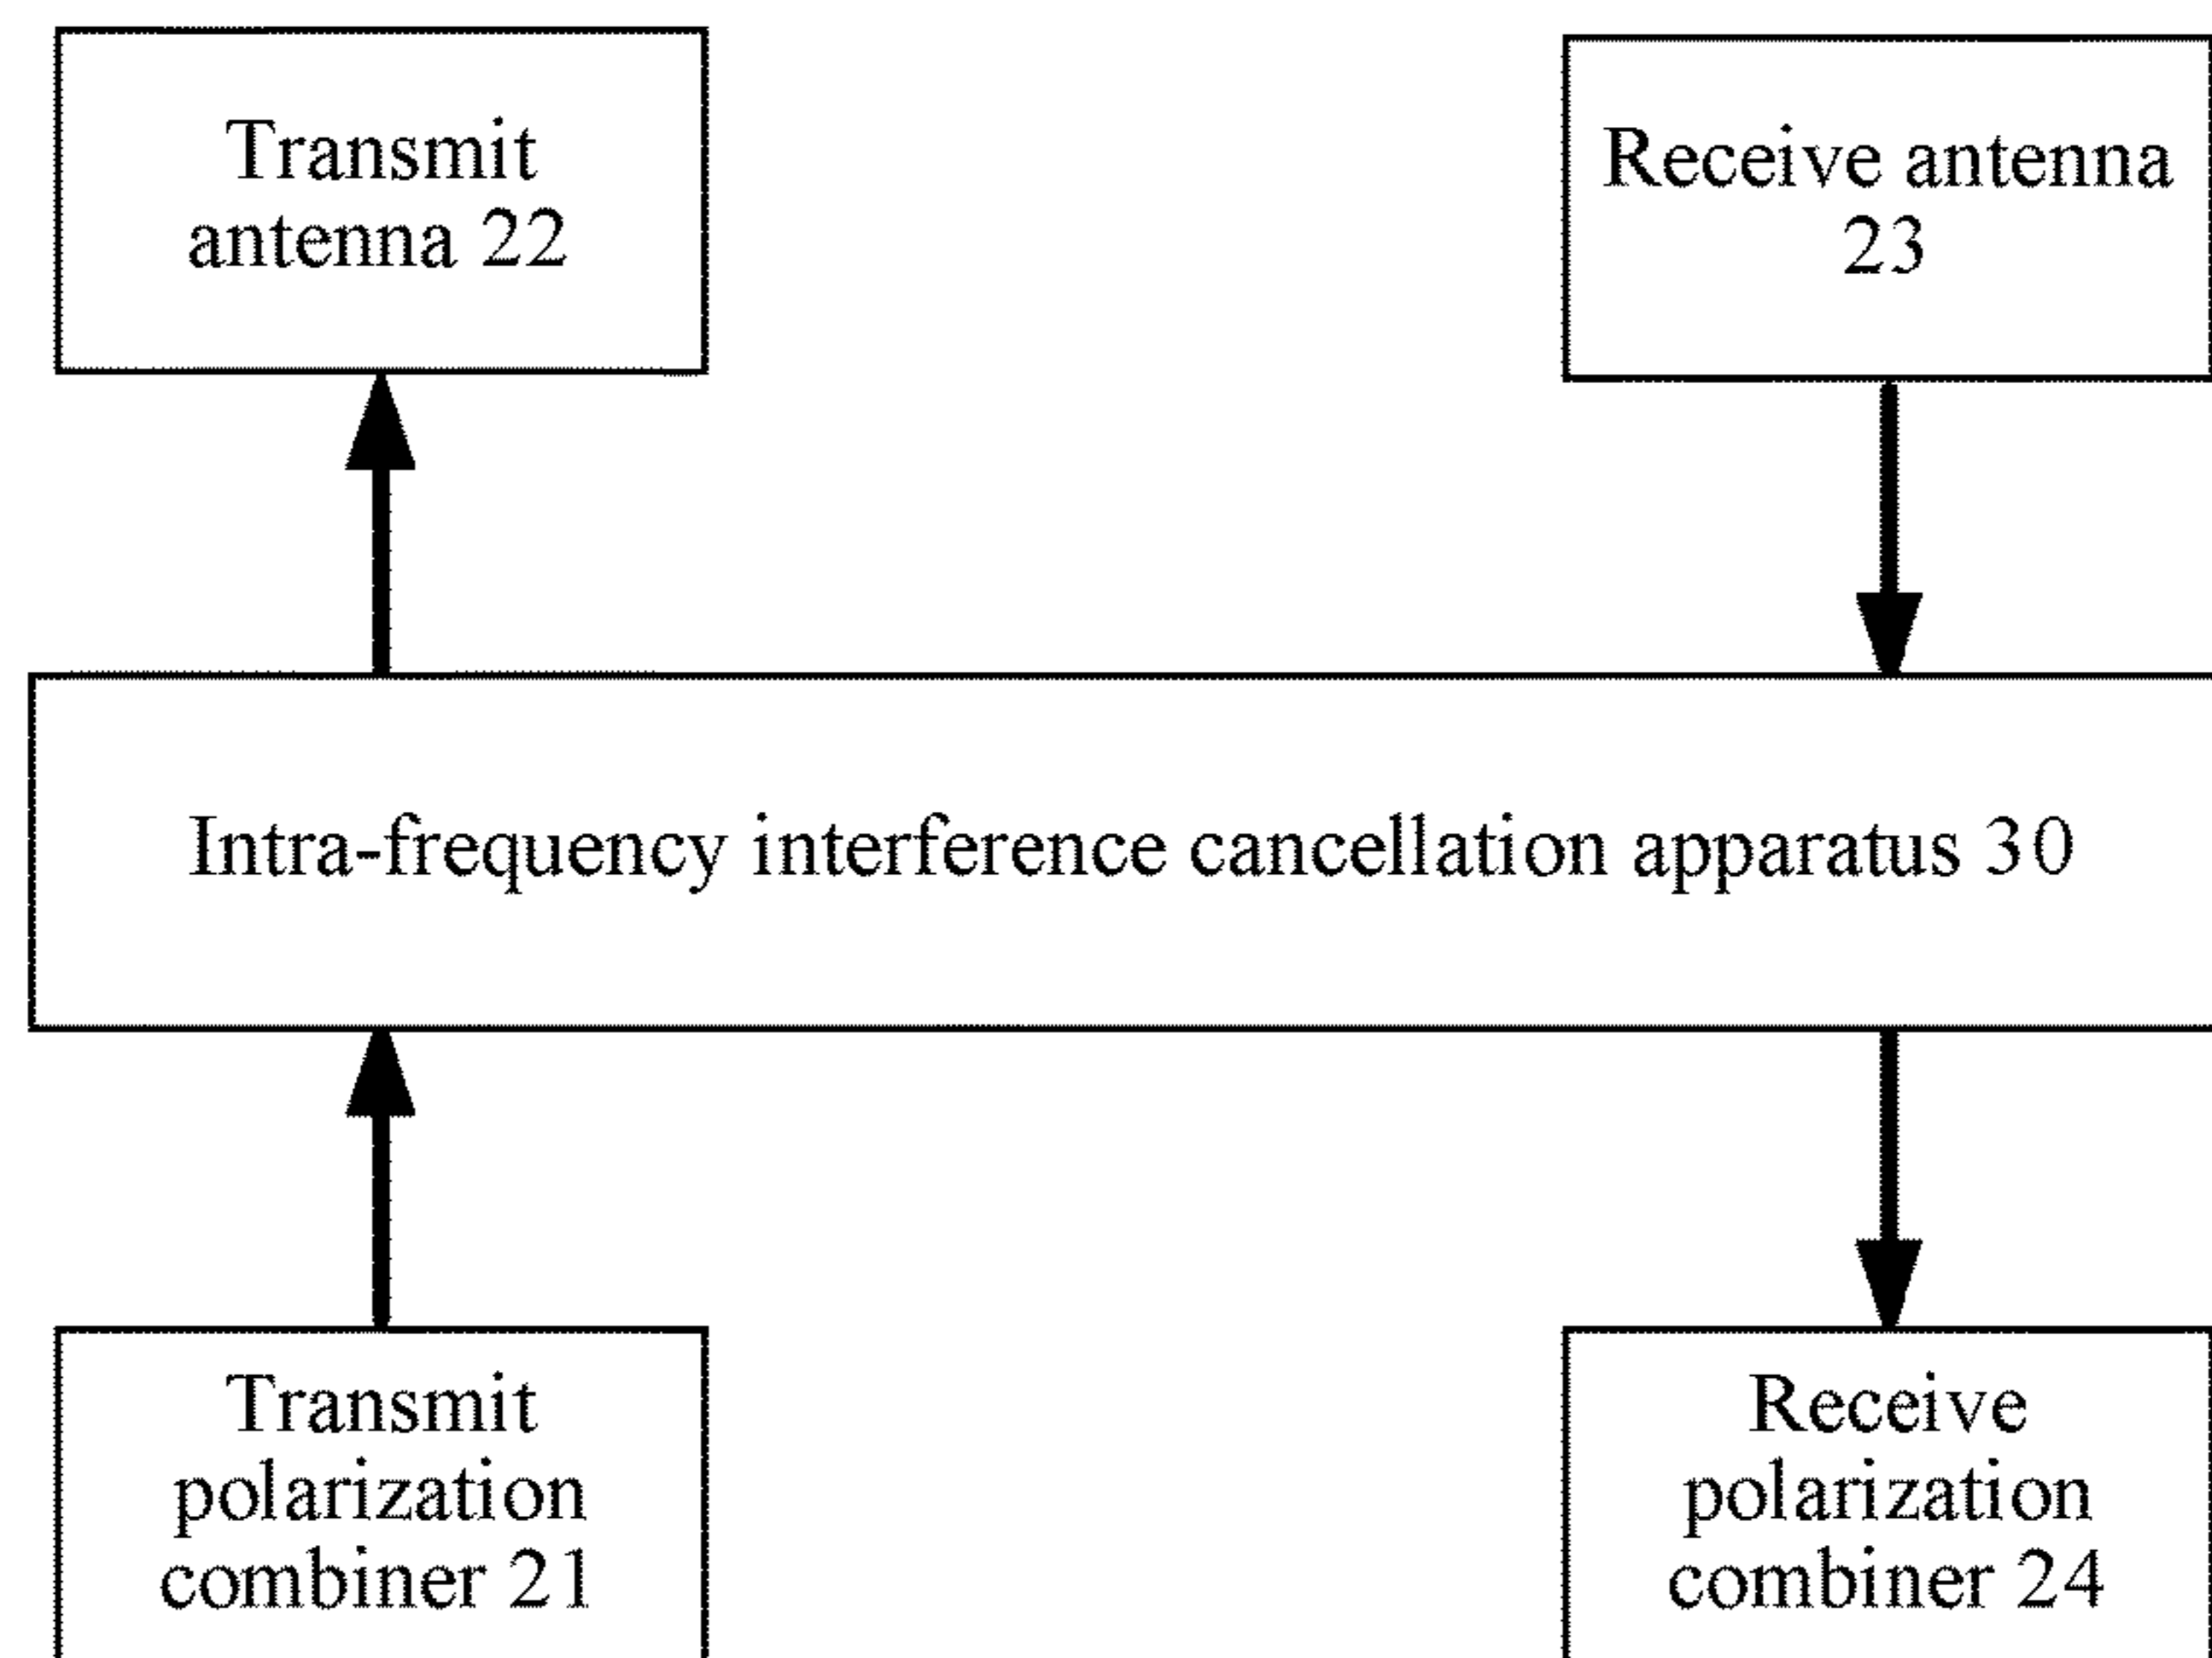 Transmit
antenna 22
Receive antenna
23
Intra-frequency interference cancellation apparatus 30
Transmit
polarization
combiner 21
Receive
polarization
combiner 24